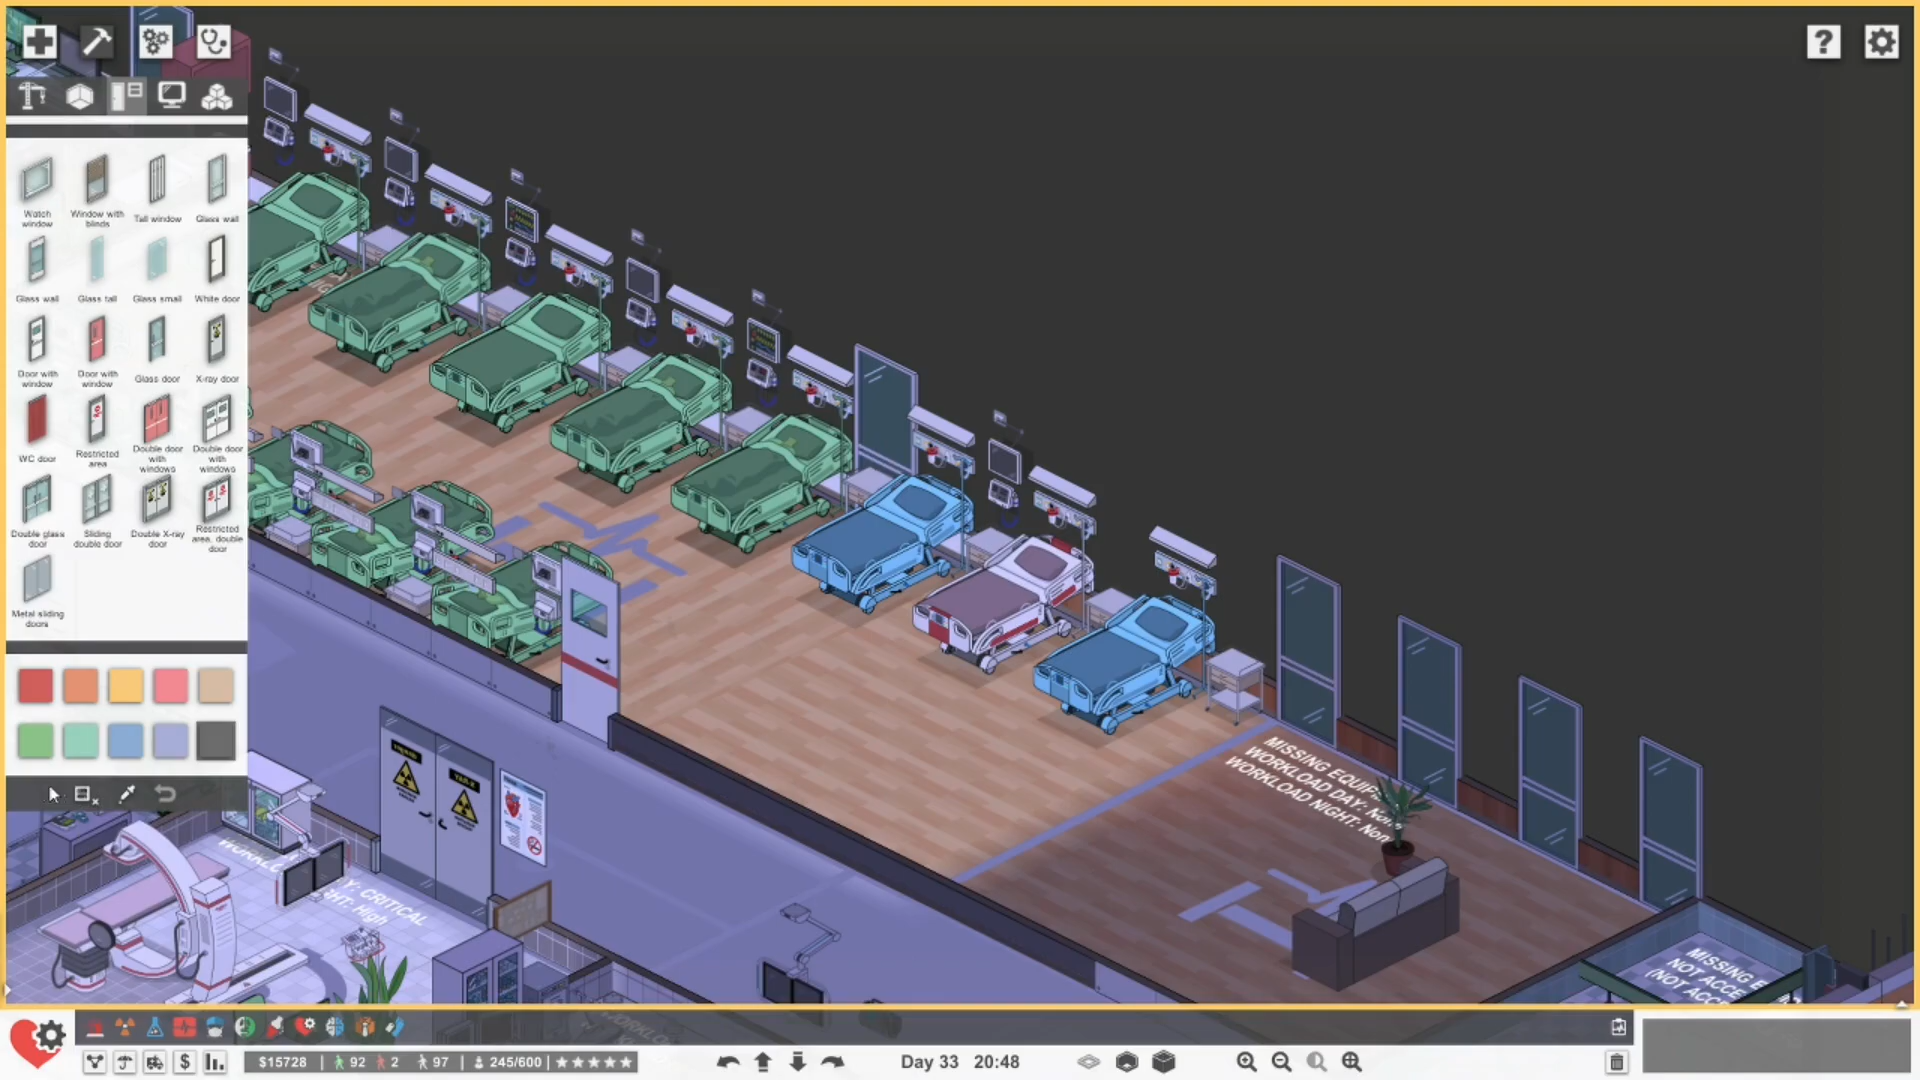 Watch
window
Window with
blinds
Tall window
Glass wall
Glass wall
Glass tall
Glass small
White door
Door with
window
Door with
window
Glass door
X-ray door
WC door
Restricted
area
Double door
with
windows
Double door
with
windows
Double glass
door
Sliding
double door
Double X-ray
door
Restricted
area, double
door
Metal sliding
doors
MISSING EQUIP
WORKLOAD DAY: Non
WORKLOAD NIGHT: Non
WORKLO
Y: CRITICAL
GHT: High
MISSING E
NOT ACCE
(NOT ACC
$15728
92
2
97
245/600
Day 33 20:48